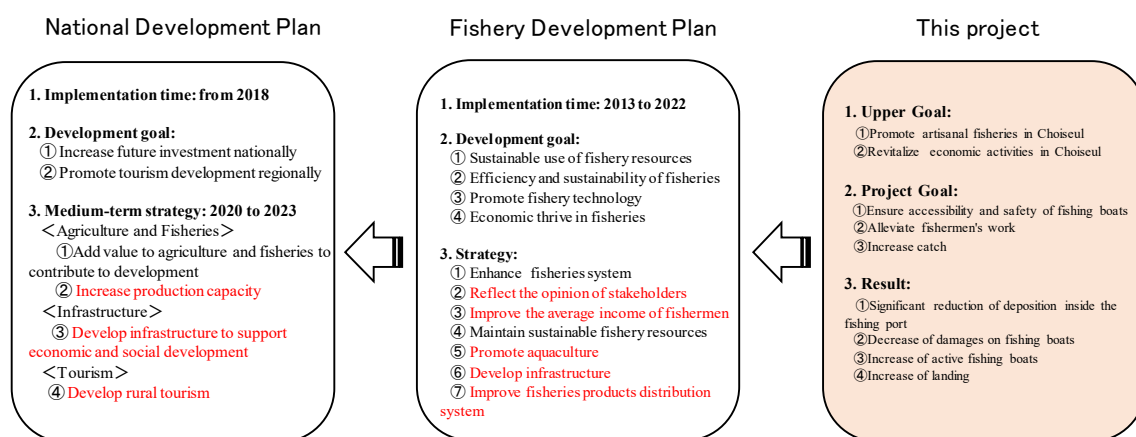 National Development Plan
1. Implementation time: from 2018
2. Development goal:
① Increase future investment nationally
② Promote tourism development regionally
3. Medium-term strategy: 2020 to 2023
<Agriculture and Fisheries>
①Add value to agriculture and fisheries to
contribute to development
② Increase production capacity
<Infrastructure>
③ Develop infrastructure to support
economic and social development
<Tourism>
④ Develop rural tourism
Fishery Development Plan
1. Implementation time: 2013 to 2022
2. Development goal:
① Sustainable use of fishery resources
② Efficiency and sustainability of fisheries
③ Promote fishery technology
④ Economic thrive in fisheries
3. Strategy:
① Enhance fisheries system
② Reflect the opinion of stakeholders
③ Improve the average income of fishermen
④ Maintain sustainable fishery resources
⑤ Promote aquaculture
⑥ Develop infrastructure
⑦ Improve fisheries products distribution
system
This project
1. Upper Goal:
①Promote artisanal fisheries in Choiseul
②Revitalize economic activities in Choiseul
2. Project Goal:
①Ensure accessibility and safety of fishing boats
②Alleviate fishermen's work
③Increase catch
3. Result:
①Significant reduction of deposition inside the
fishing port
②Decrease of damages on fishing boats
③Increase of active fishing boats
④Increase of landing